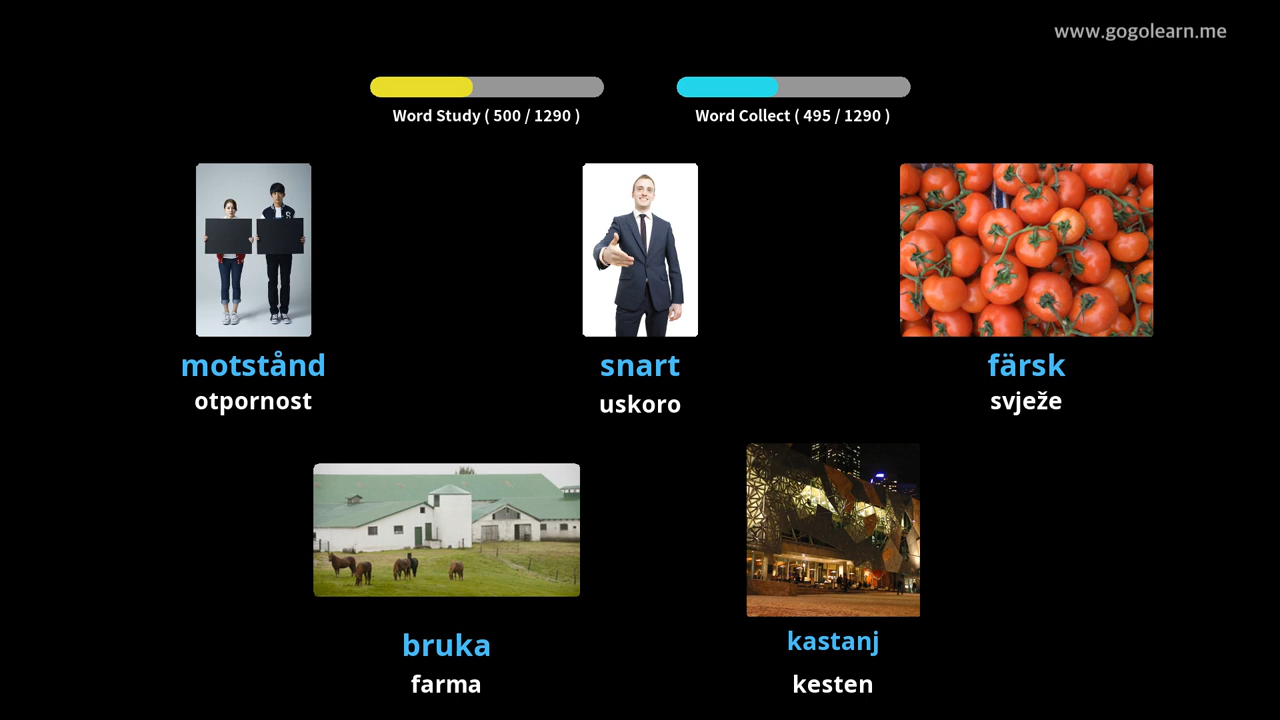 www.gogolearn.me
Word Study ( 500 / 1290 )
Word Collect ( 495 / 1290 )
motstånd
otpornost
snart
uskoro
färsk
svježe
bruka
farma
kastanj
kesten